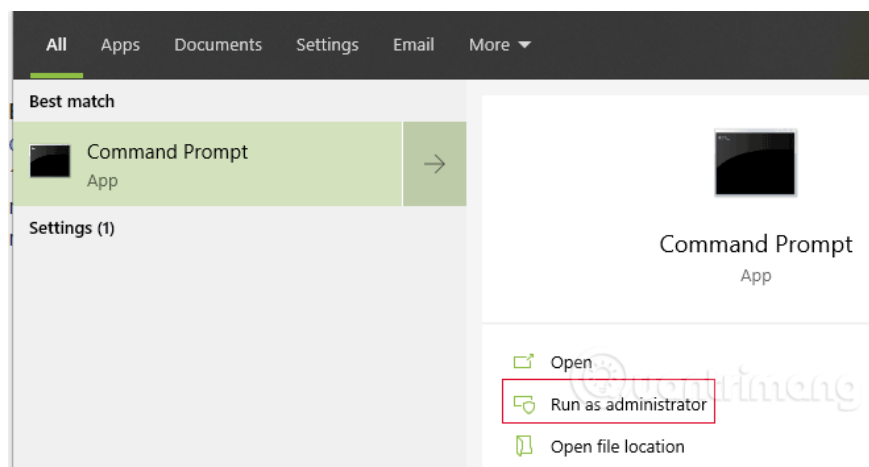 All Apps Documents Settings Email More
Best match
Command Prompt
App
Settings (1)
Command Prompt
App
Open
Run as administrator
Open file location
uantrimang